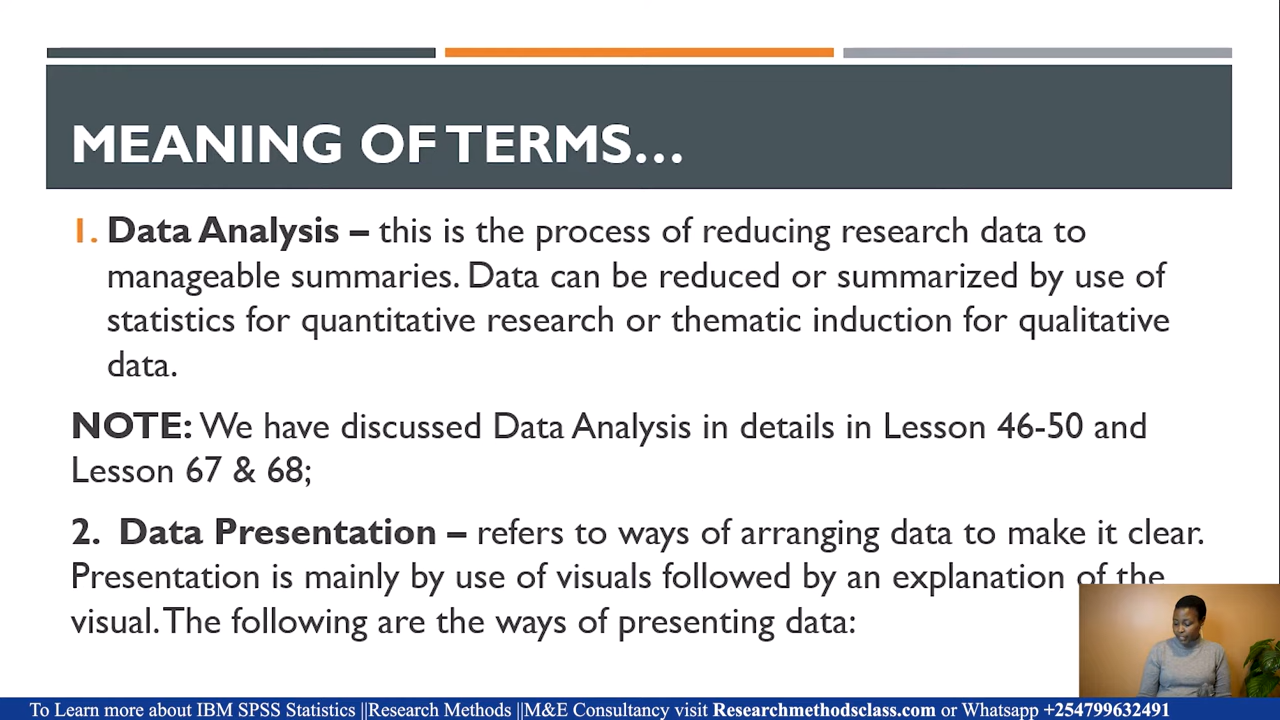 MEANING OF TERMS…
1. Data Analysis – this is the process of reducing research data to
manageable summaries. Data can be reduced or summarized by use of
statistics for quantitative research or thematic induction for qualitative
data.
NOTE: We have discussed Data Analysis in details in Lesson 46-50 and
Lesson 67 & 68;
2. Data Presentation – refers to ways of arranging data to make it clear.
Presentation is mainly by use of visuals followed by an explanation of the
visual. The following are the ways of presenting data:
To Learn more about IBM SPSS Statistics ||Research Methods ||M&E Consultancy visit Researchmethodsclass.com or Whatsapp +254799632491